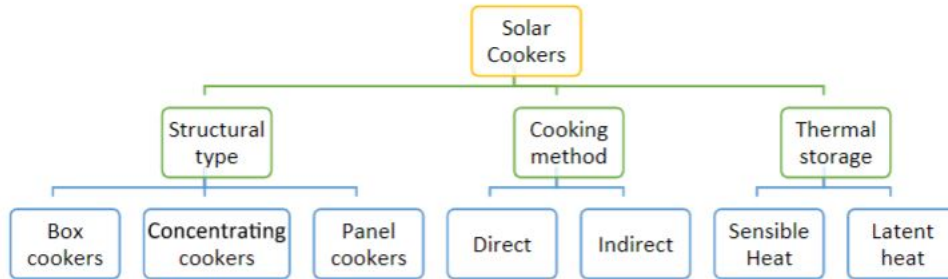 Solar
Cookers
Structural
type
Cooking
method
Thermal
storage
Box
cookers
Concentrating
cookers
Panel
cookers
Direct
Indirect
Sensible
Heat
Latent
heat